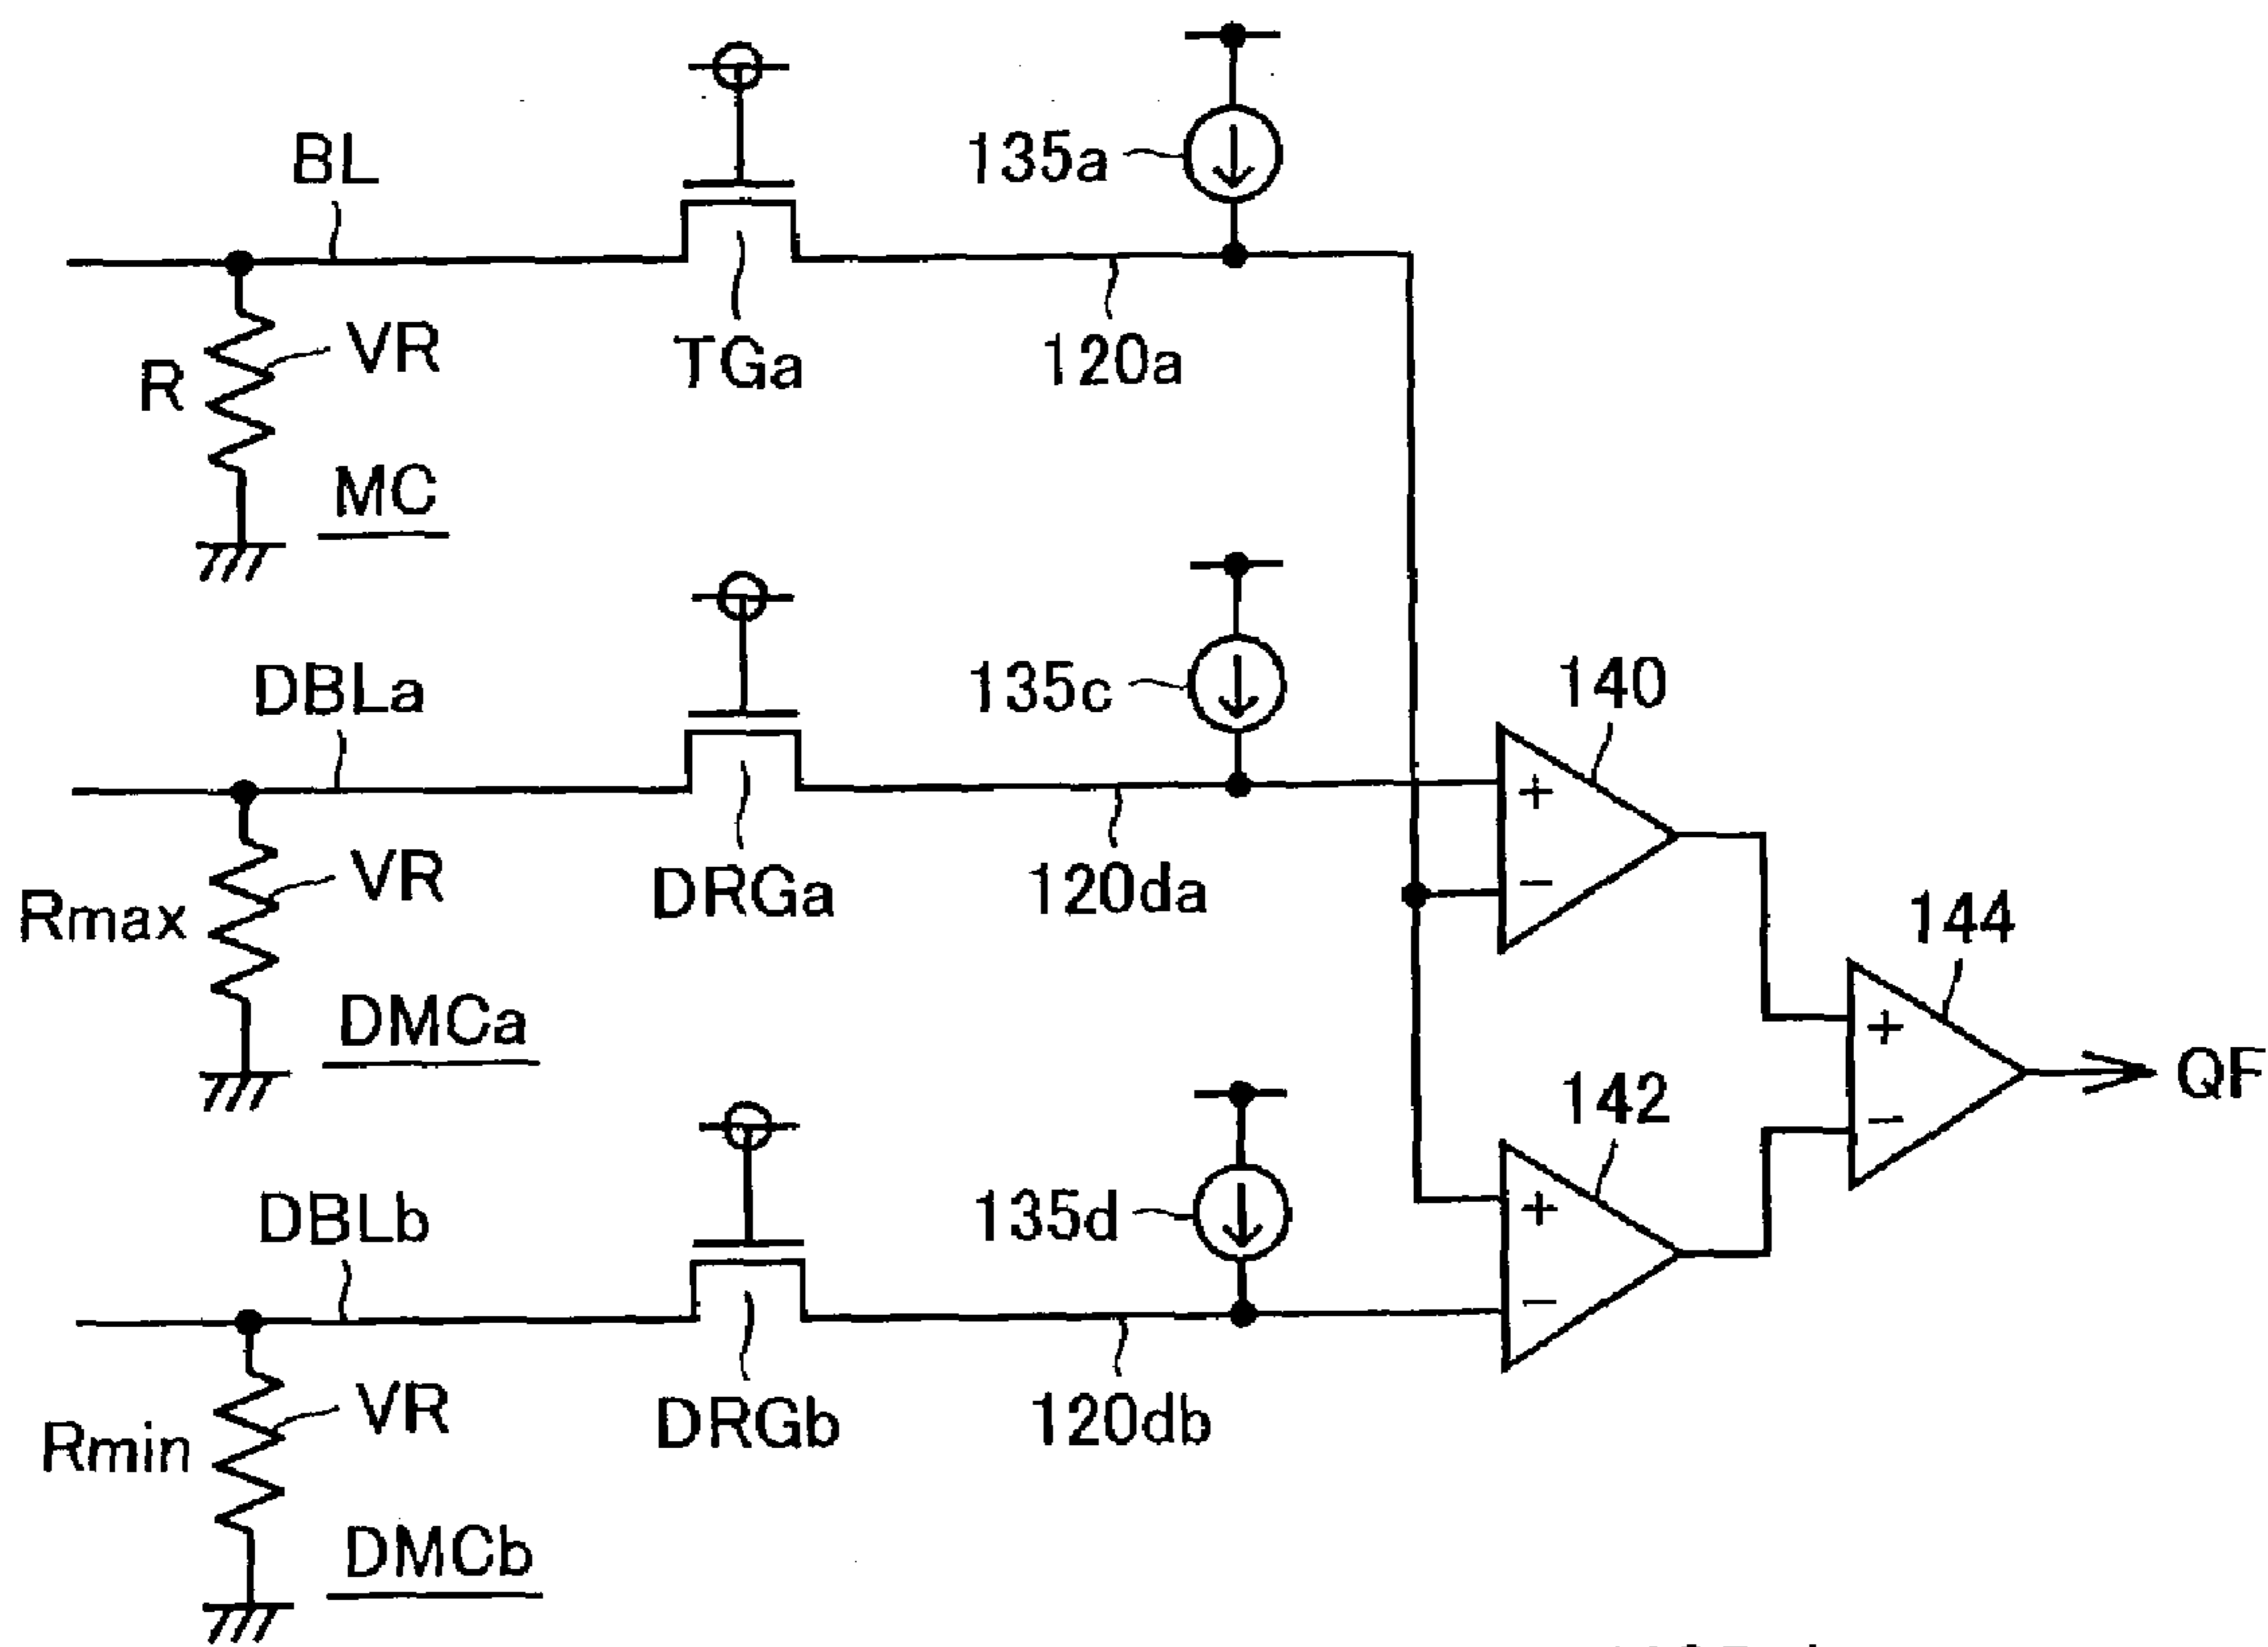 BL
135a
R
VR
TGa
120a
MC
DBLa
135c
140
Rmax
VR
DRGa
120da
+
−
144
DMCa
+
−
QF
DBLb
135d
142
Rmin
VR
DRGb
120db
+
−
DMCb